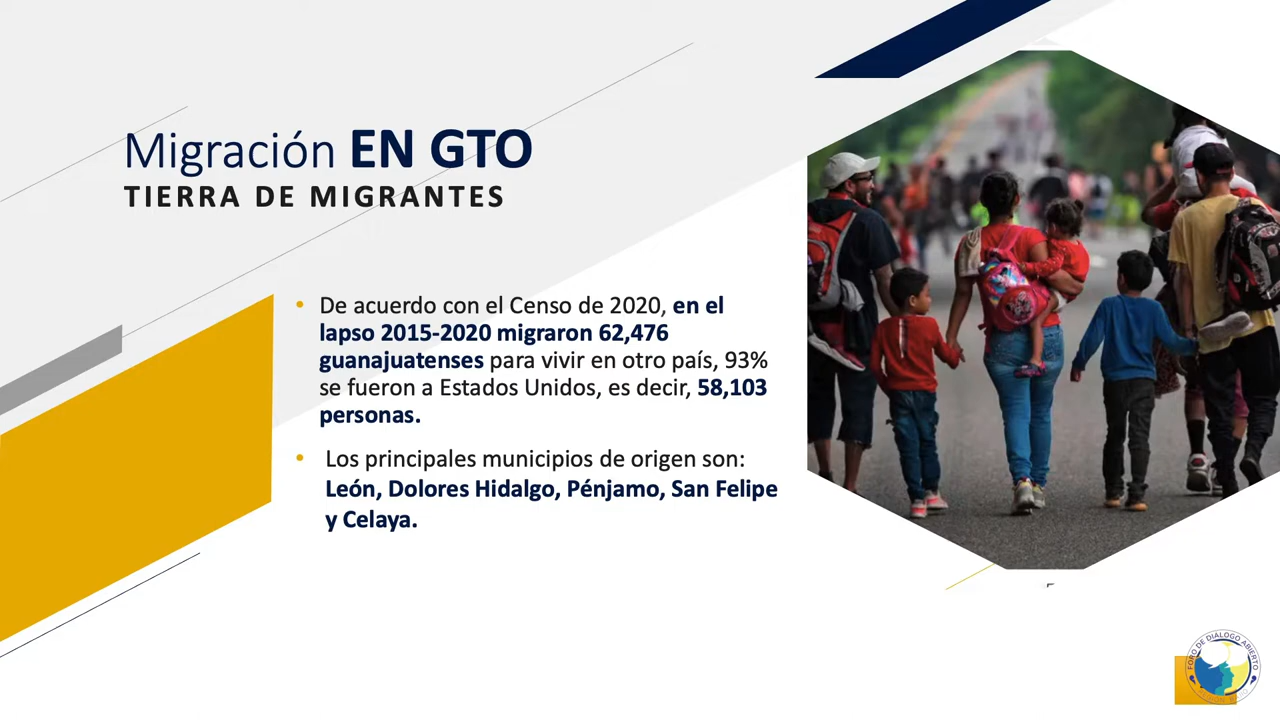 Migración EN GTO
TIERRA DE MIGRANTES
• De acuerdo con el Censo de 2020, en el
lapso 2015-2020 migraron 62,476
guanajuatenses para vivir en otro país, 93%
se fueron a Estados Unidos, es decir, 58,103
personas.
• Los principales municipios de origen son:
León, Dolores Hidalgo, Pénjamo, San Felipe
y Celaya.
FORO DE DIALOGO ABIERTO